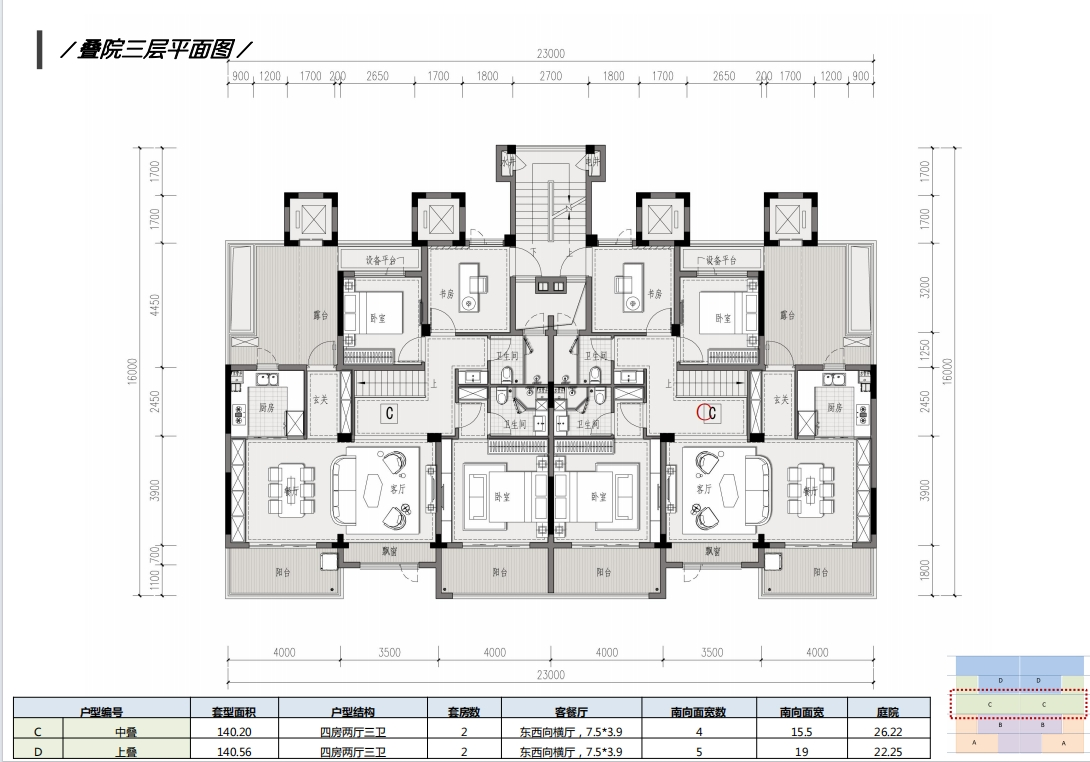 / 叠院三层平面图 /
23000
900 1200 1700 200 2650 1700 1800 2700 1800 1700 2650 200 1700 1200 900
水井 电井
1700 1700
1700 1700
下 上
设备平台 设备平台
书房 书房
4450 3200
露台 卧室 卧室 露台
卫生间 卫生间
1250
16000 16000
上 上
厨房 玄关 玄关 厨房
2450 2450
C C
卫生间 卫生间
餐厅 客厅 卧室 卧室 客厅 餐厅
3900 3900
飘窗 飘窗
700
阳台 阳台 阳台 阳台
1100 1800
4000 3500 4000 4000 3500 4000
23000
户型编号 套型面积 户型结构 套房数 客餐厅 南向面宽数 南向面宽 庭院
C 中叠 140.20 四房两厅三卫 2 东西向横厅，7.5*3.9 4 15.5 26.22
D 上叠 140.56 四房两厅三卫 2 东西向横厅，7.5*3.9 5 19 22.25
D D
C C
B B
A A